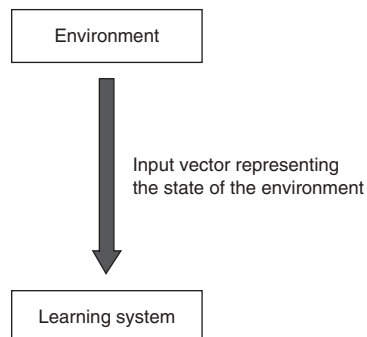 Environment
Input vector representing
the state of the environment
Learning system